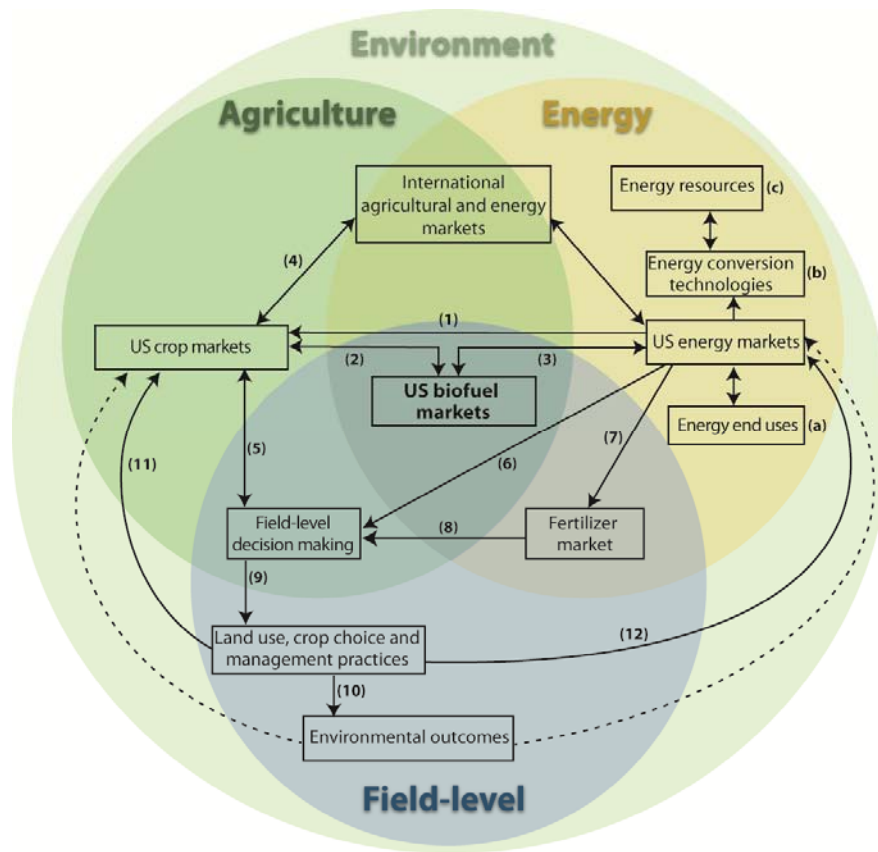 Environment
Agriculture
Energy
International
agricultural and energy
markets
Energy resources
(c)
(4)
Energy conversion
technologies
(b)
(1)
US crop markets
US energy markets
(2)
(3)
US biofuel
markets
Energy end uses
(a)
(11)
(5)
(6)
(7)
Field-level
decision making
(8)
Fertilizer
market
(9)
Land use, crop choice and
management practices
(12)
(10)
Environmental outcomes
Field-level